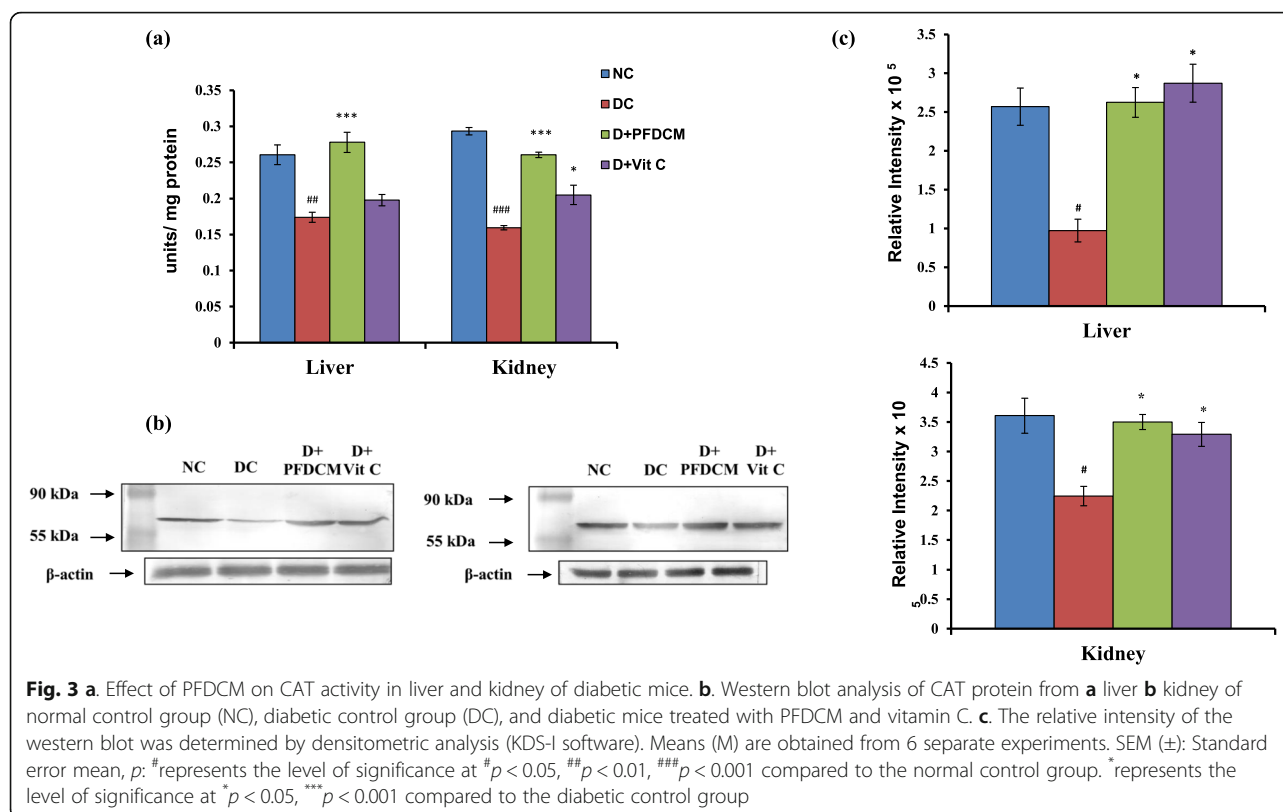 (a)
NC
DC
D+PFDCM
D+Vit C
units/ mg protein
0.35
0.3
0.25
0.2
0.15
0.1
0.05
0
***
##
***
###
*
Liver
Kidney
(b)
NC DC D+ PFDCM D+ Vit C
90 kDa
55 kDa
β-actin
NC DC D+ PFDCM D+ Vit C
90 kDa
55 kDa
β-actin
(c)
Relative Intensity x 10 5
3.5
3
2.5
2
1.5
1
0.5
0
#
*
*
Liver
Relative Intensity x 10
5
4.5
4
3.5
3
2.5
2
1.5
1
0.5
0
#
*
*
Kidney
Fig. 3 a. Effect of PFDCM on CAT activity in liver and kidney of diabetic mice. b. Western blot analysis of CAT protein from a liver b kidney of
normal control group (NC), diabetic control group (DC), and diabetic mice treated with PFDCM and vitamin C. c. The relative intensity of the
western blot was determined by densitometric analysis (KDS-I software). Means (M) are obtained from 6 separate experiments. SEM (±): Standard
error mean, p: #represents the level of significance at #p < 0.05, ##p < 0.01, ###p < 0.001 compared to the normal control group. *represents the
level of significance at *p < 0.05, ***p < 0.001 compared to the diabetic control group